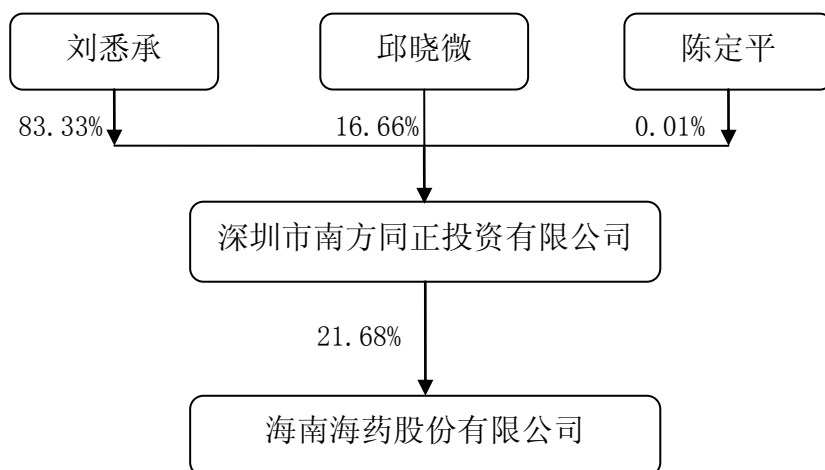 刘悉承 邱晓微 陈定平
83.33% 16.66% 0.01%
深圳市南方同正投资有限公司
21.68%
海南海药股份有限公司